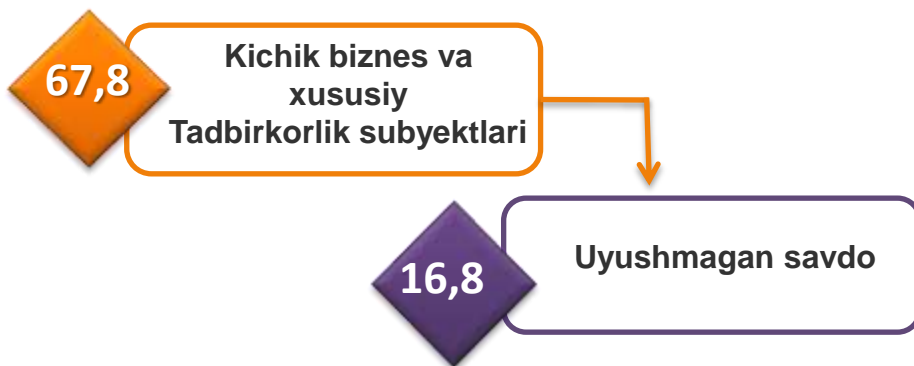 67,8
Kichik biznes va
xususiy
Tadbirkorlik subyektlari
16,8
Uyushmagan savdo